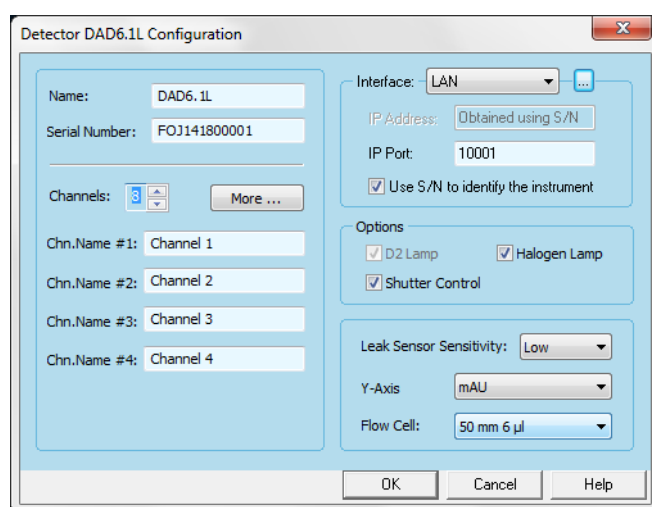 Detector DAD6.1L Configuration
Name: DAD6.1L
Serial Number: FOJ141800001
Channels: 8 More ...
Chn.Name #1: Channel 1
Chn.Name #2: Channel 2
Chn.Name #3: Channel 3
Chn.Name #4: Channel 4
Interface: LAN ...
IP Address: Obtained using S/N
IP Port: 10001
Use S/N to identify the instrument
Options
D2 Lamp Halogen Lamp
Shutter Control
Leak Sensor Sensitivity: Low
Y-Axis mAU
Flow Cell: 50 mm 6 µl
OK Cancel Help